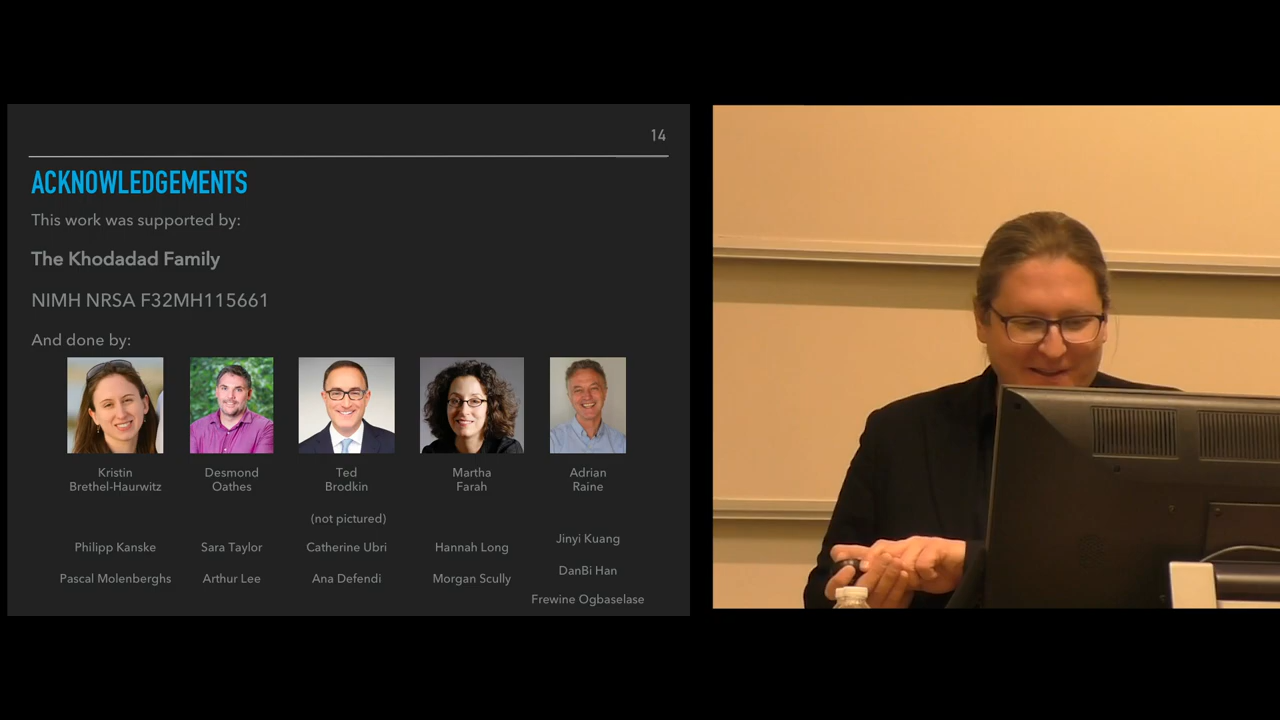 14
ACKNOWLEDGEMENTS
This work was supported by:
The Khodadad Family
NIMH NRSA F32MH115661
And done by:
Kristin
Brethel-Haurwitz
Desmond
Oathes
Ted
Brodkin
Martha
Farah
Adrian
Raine
(not pictured)
Philipp Kanske
Sara Taylor
Catherine Ubri
Hannah Long
Jinyi Kuang
Pascal Molenberghs
Arthur Lee
Ana Defendi
Morgan Scully
DanBi Han
Frewine Ogbaselase